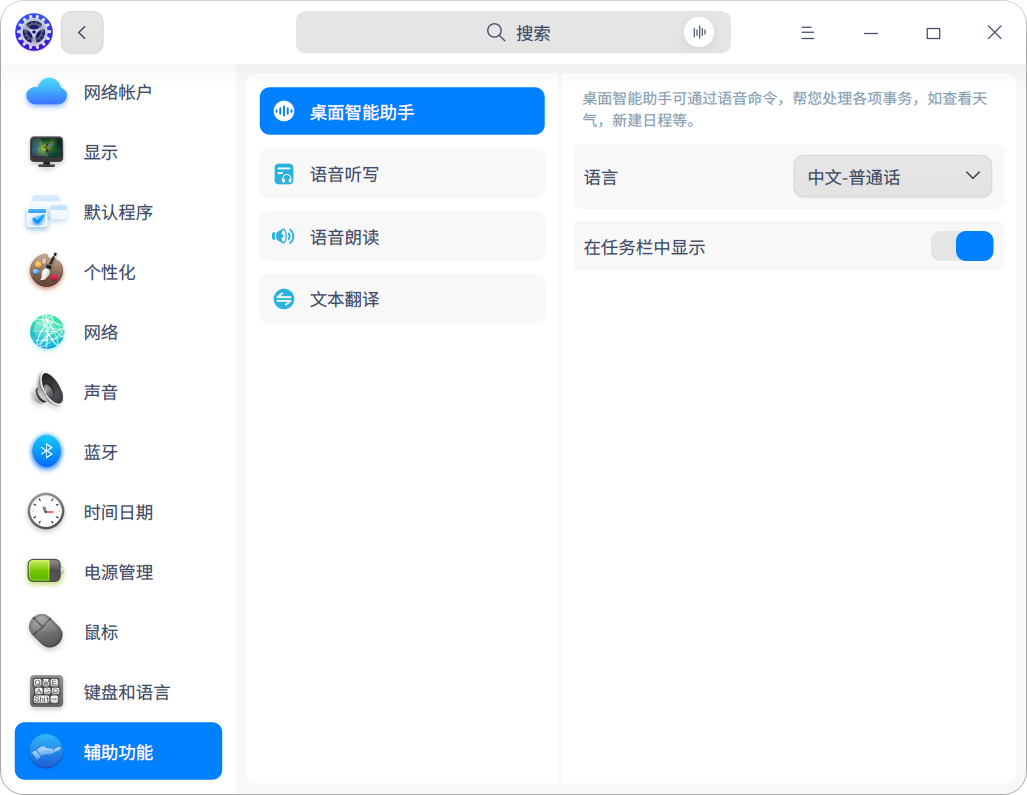 搜索
网络帐户
显示
默认程序
个性化
网络
声音
蓝牙
时间日期
电源管理
鼠标
键盘和语言
辅助功能
桌面智能助手
语音听写
语音朗读
文本翻译
桌面智能助手可通过语音命令，帮您处理各项事务，如查看天
气，新建日程等。
语言
中文-普通话
在任务栏中显示